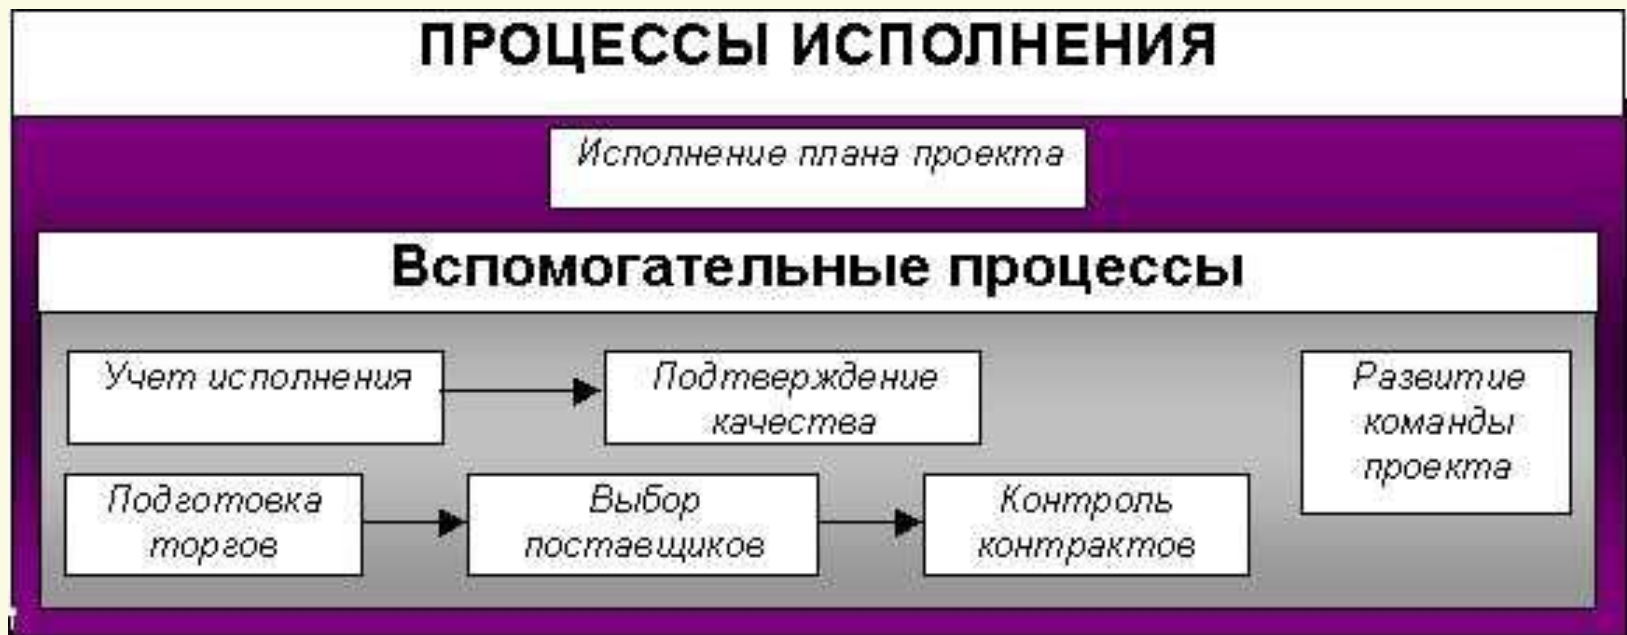 ПРОЦЕССЫ ИСПОЛНЕНИЯ
Исполнение плана проекта
Вспомогательные процессы
Учет исполнения
Подтверждение
качества
Развитие
команды
проекта
Подготовка
торгов
Выбор
поставщиков
Контроль
контрактов